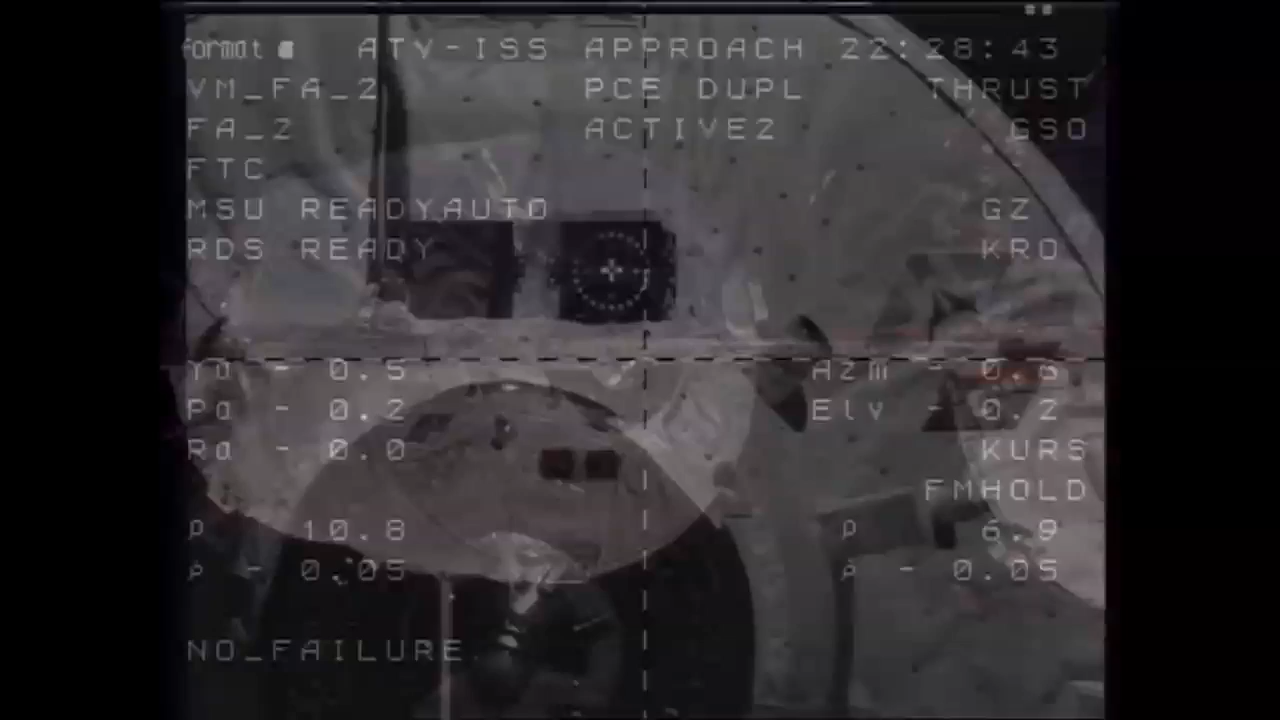 format ATV-ISS APPROACH 22:28:43
VM_FA_2 PCE DUPL THRUST
FA_2 ACTIVE2 GSO
FTC
MSU READY AUTO GZ
RDS READY KRO
Ya - 0.5 Azm - 0.6
Pa - 0.2 Elv - 0.2
Ra - 0.0 KURS
FMHOLD
ρ 10.8 ρ 6.9
ρ̇ - 0.05 ρ̇ - 0.05
NO_FAILURE